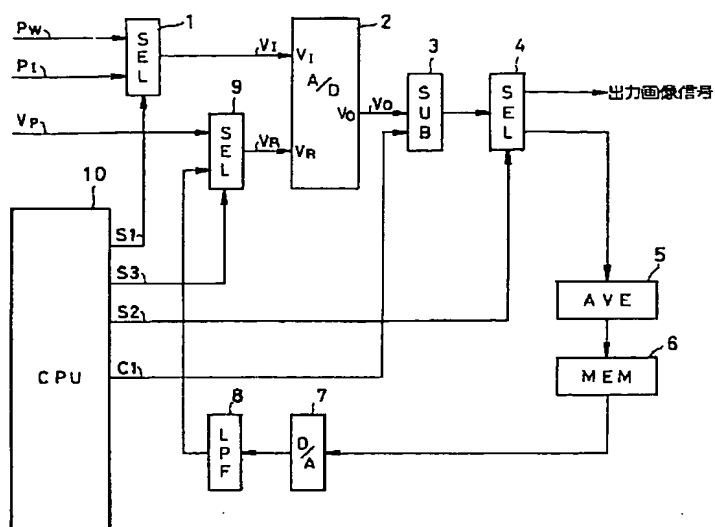 PW
PI
VP
SEL
1
VI
VI
A/D
VO
VR
2
VO
SUB
3
SEL
4
出力画像信号
SEL
9
VR
10
CPU
S1
S3
S2
C1
AVE
5
MEM
6
D/A
7
LPF
8